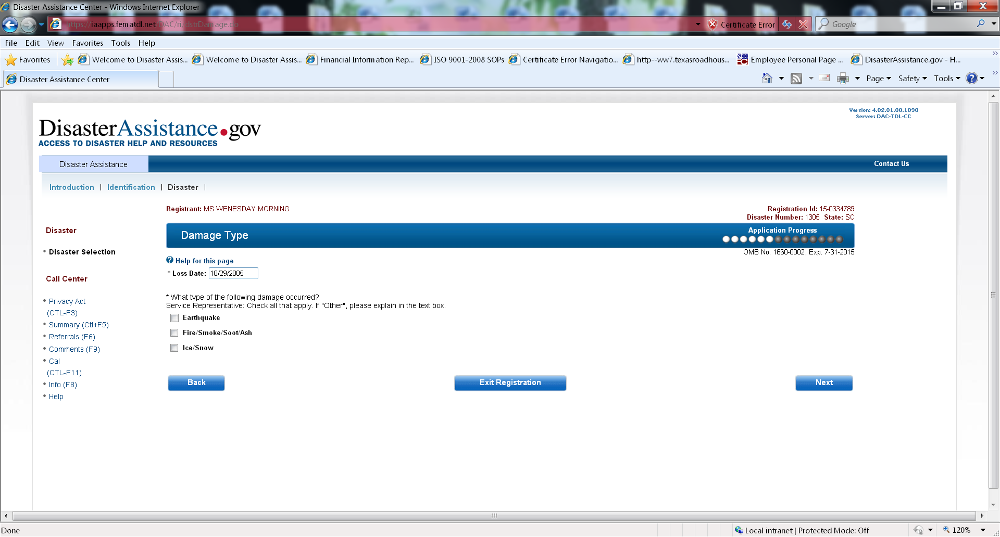 Disaster Assistance Center - Windows Internet Explorer
https://iaapps.fematdl.net/DAC/ri/dstrDamage.do
Certificate Error
Google
File Edit View Favorites Tools Help
Favorites Welcome to Disaster Assis... Welcome to Disaster Assis... Financial Information Rep... ISO 9001-2008 SOPs Certificate Error Navigatio... http--ww7.texasroadhous... Employee Personal Page ... DisasterAssistance.gov - H...
Disaster Assistance Center
Page Safety Tools
Version: 4.02.01.00.1090
Server: DAC-TDL-CC
DisasterAssistance.gov
ACCESS TO DISASTER HELP AND RESOURCES
Disaster Assistance
Contact Us
Introduction | Identification | Disaster |
Registrant: MS WENESDAY MORNING
Registration Id: 15-0334789
Disaster Number: 1305 State: SC
Disaster
• Disaster Selection
Call Center
• Privacy Act
(CTL-F3)
• Summary (Ctl+F5)
• Referrals (F6)
• Comments (F9)
• Cal
(CTL-F11)
• Info (F8)
• Help
Damage Type
Application Progress
OMB No. 1660-0002, Exp. 7-31-2015
Help for this page
* Loss Date: 10/29/2005
* What type of the following damage occurred?
Service Representative: Check all that apply. If "Other", please explain in the text box.
Earthquake
Fire/Smoke/Soot/Ash
Ice/Snow
Back
Exit Registration
Next
Done
Local intranet | Protected Mode: Off
120%